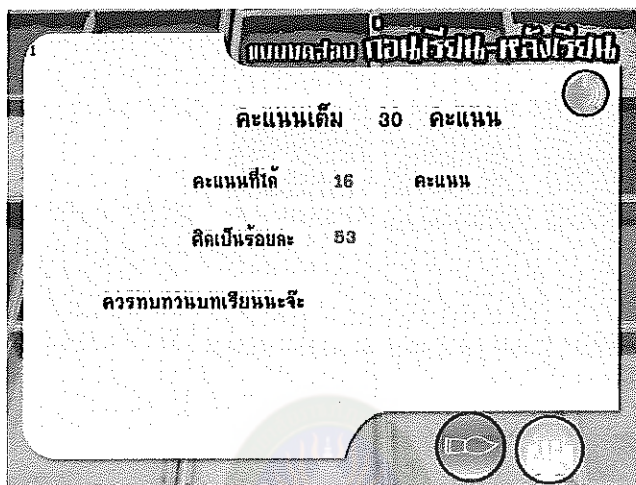 แบบทดสอบ ก่อนเรียน-หลังเรียน
1
คะแนนเต็ม 30 คะแนน
คะแนนที่ได้ 16 คะแนน
คิดเป็นร้อยละ 53
ควรทบทวนบทเรียนนะจ๊ะ